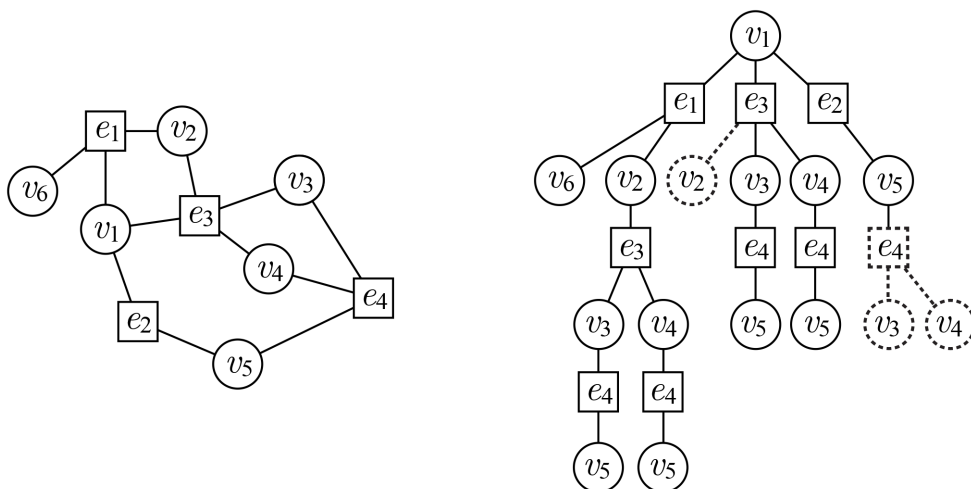 v1
e1 v2
e1 e3 e2
v6 v3
v6 v2 v2 v3 v4 v5
v1 e3
e3 e4 e4 e4
v4
e4
e2
v3 v4 v5 v5 v3 v4
v5
e4 e4
v5 v5